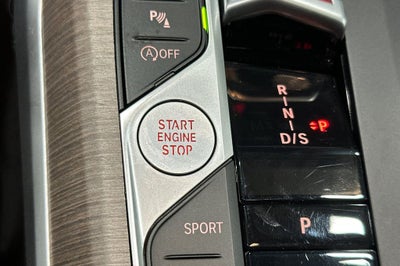 P
A OFF
START
ENGINE
STOP
SPORT
R
N
D/S
P
P